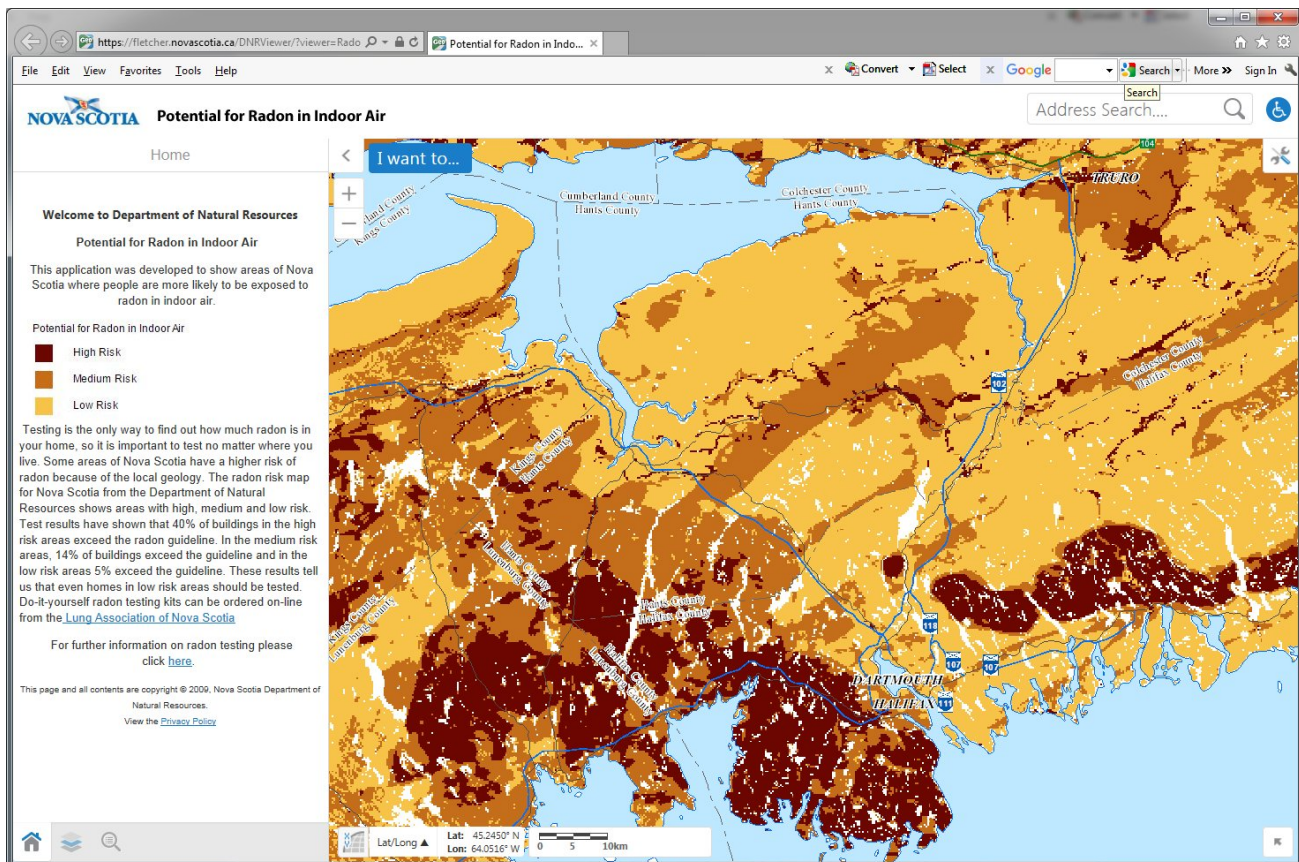 https://fletcher.novascotia.ca/DNRViewer/?viewer=Rado
Potential for Radon in Indo...
File Edit View Favorites Tools Help
x Convert Select x Google Search More >> Sign In
Search
NOVA SCOTIA Potential for Radon in Indoor Air
Address Search....
Home
I want to...
Welcome to Department of Natural Resources
Potential for Radon in Indoor Air
This application was developed to show areas of Nova
Scotia where people are more likely to be exposed to
radon in indoor air.
Potential for Radon in Indoor Air
High Risk
Medium Risk
Low Risk
Testing is the only way to find out how much radon is in
your home, so it is important to test no matter where you
live. Some areas of Nova Scotia have a higher risk of
radon because of the local geology. The radon risk map
for Nova Scotia from the Department of Natural
Resources shows areas with high, medium and low risk.
Test results have shown that 40% of buildings in the high
risk areas exceed the radon guideline. In the medium risk
areas, 14% of buildings exceed the guideline and in the
low risk areas 5% exceed the guideline. These results tell
us that even homes in low risk areas should be tested.
Do-it-yourself radon testing kits can be ordered on-line
from the Lung Association of Nova Scotia
For further information on radon testing please
click here.
This page and all contents are copyright © 2009, Nova Scotia Department of
Natural Resources.
View the Privacy Policy
104
TRURO
Cumberland County
Hants County
Colchester County
Hants County
Kings County
102
Colchester County
Halifax County
Kings County
Hants County
Hants County
Lunenburg County
Hants County
Halifax County
Kings County
Lunenburg County
Halifax County
Lunenburg County
118
107
107
DARTMOUTH
HALIFAX
111
Lat/Long ▲
Lat: 45.2450° N
Lon: 64.0516° W
0 5 10km